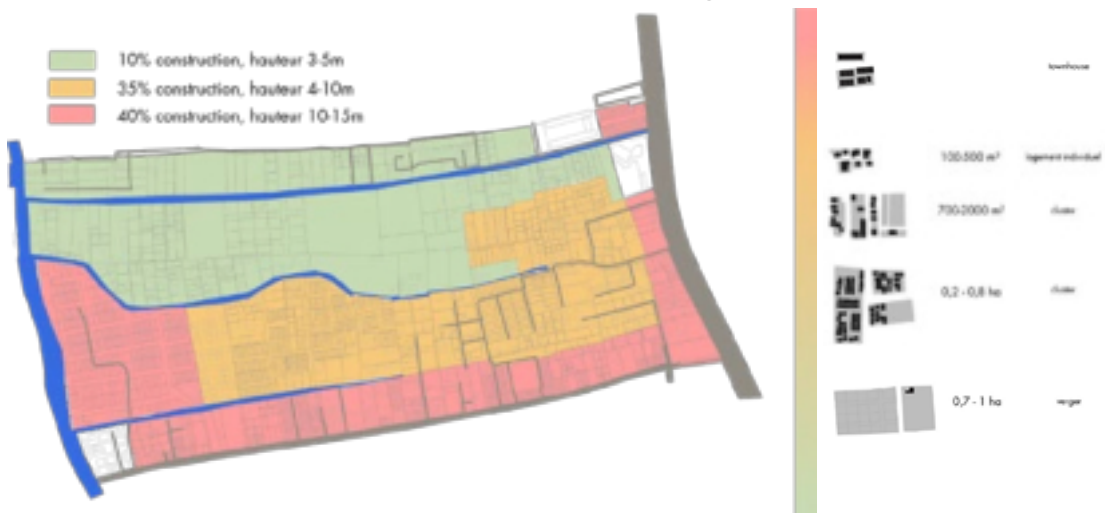 10% construction, hauteur 3-5m
35% construction, hauteur 4-10m
40% construction, hauteur 10-15m
townhouse
100-500 m² logement individuel
700-2000 m² cluster
0,2 - 0,8 ha cluster
0,7 - 1 ha verger